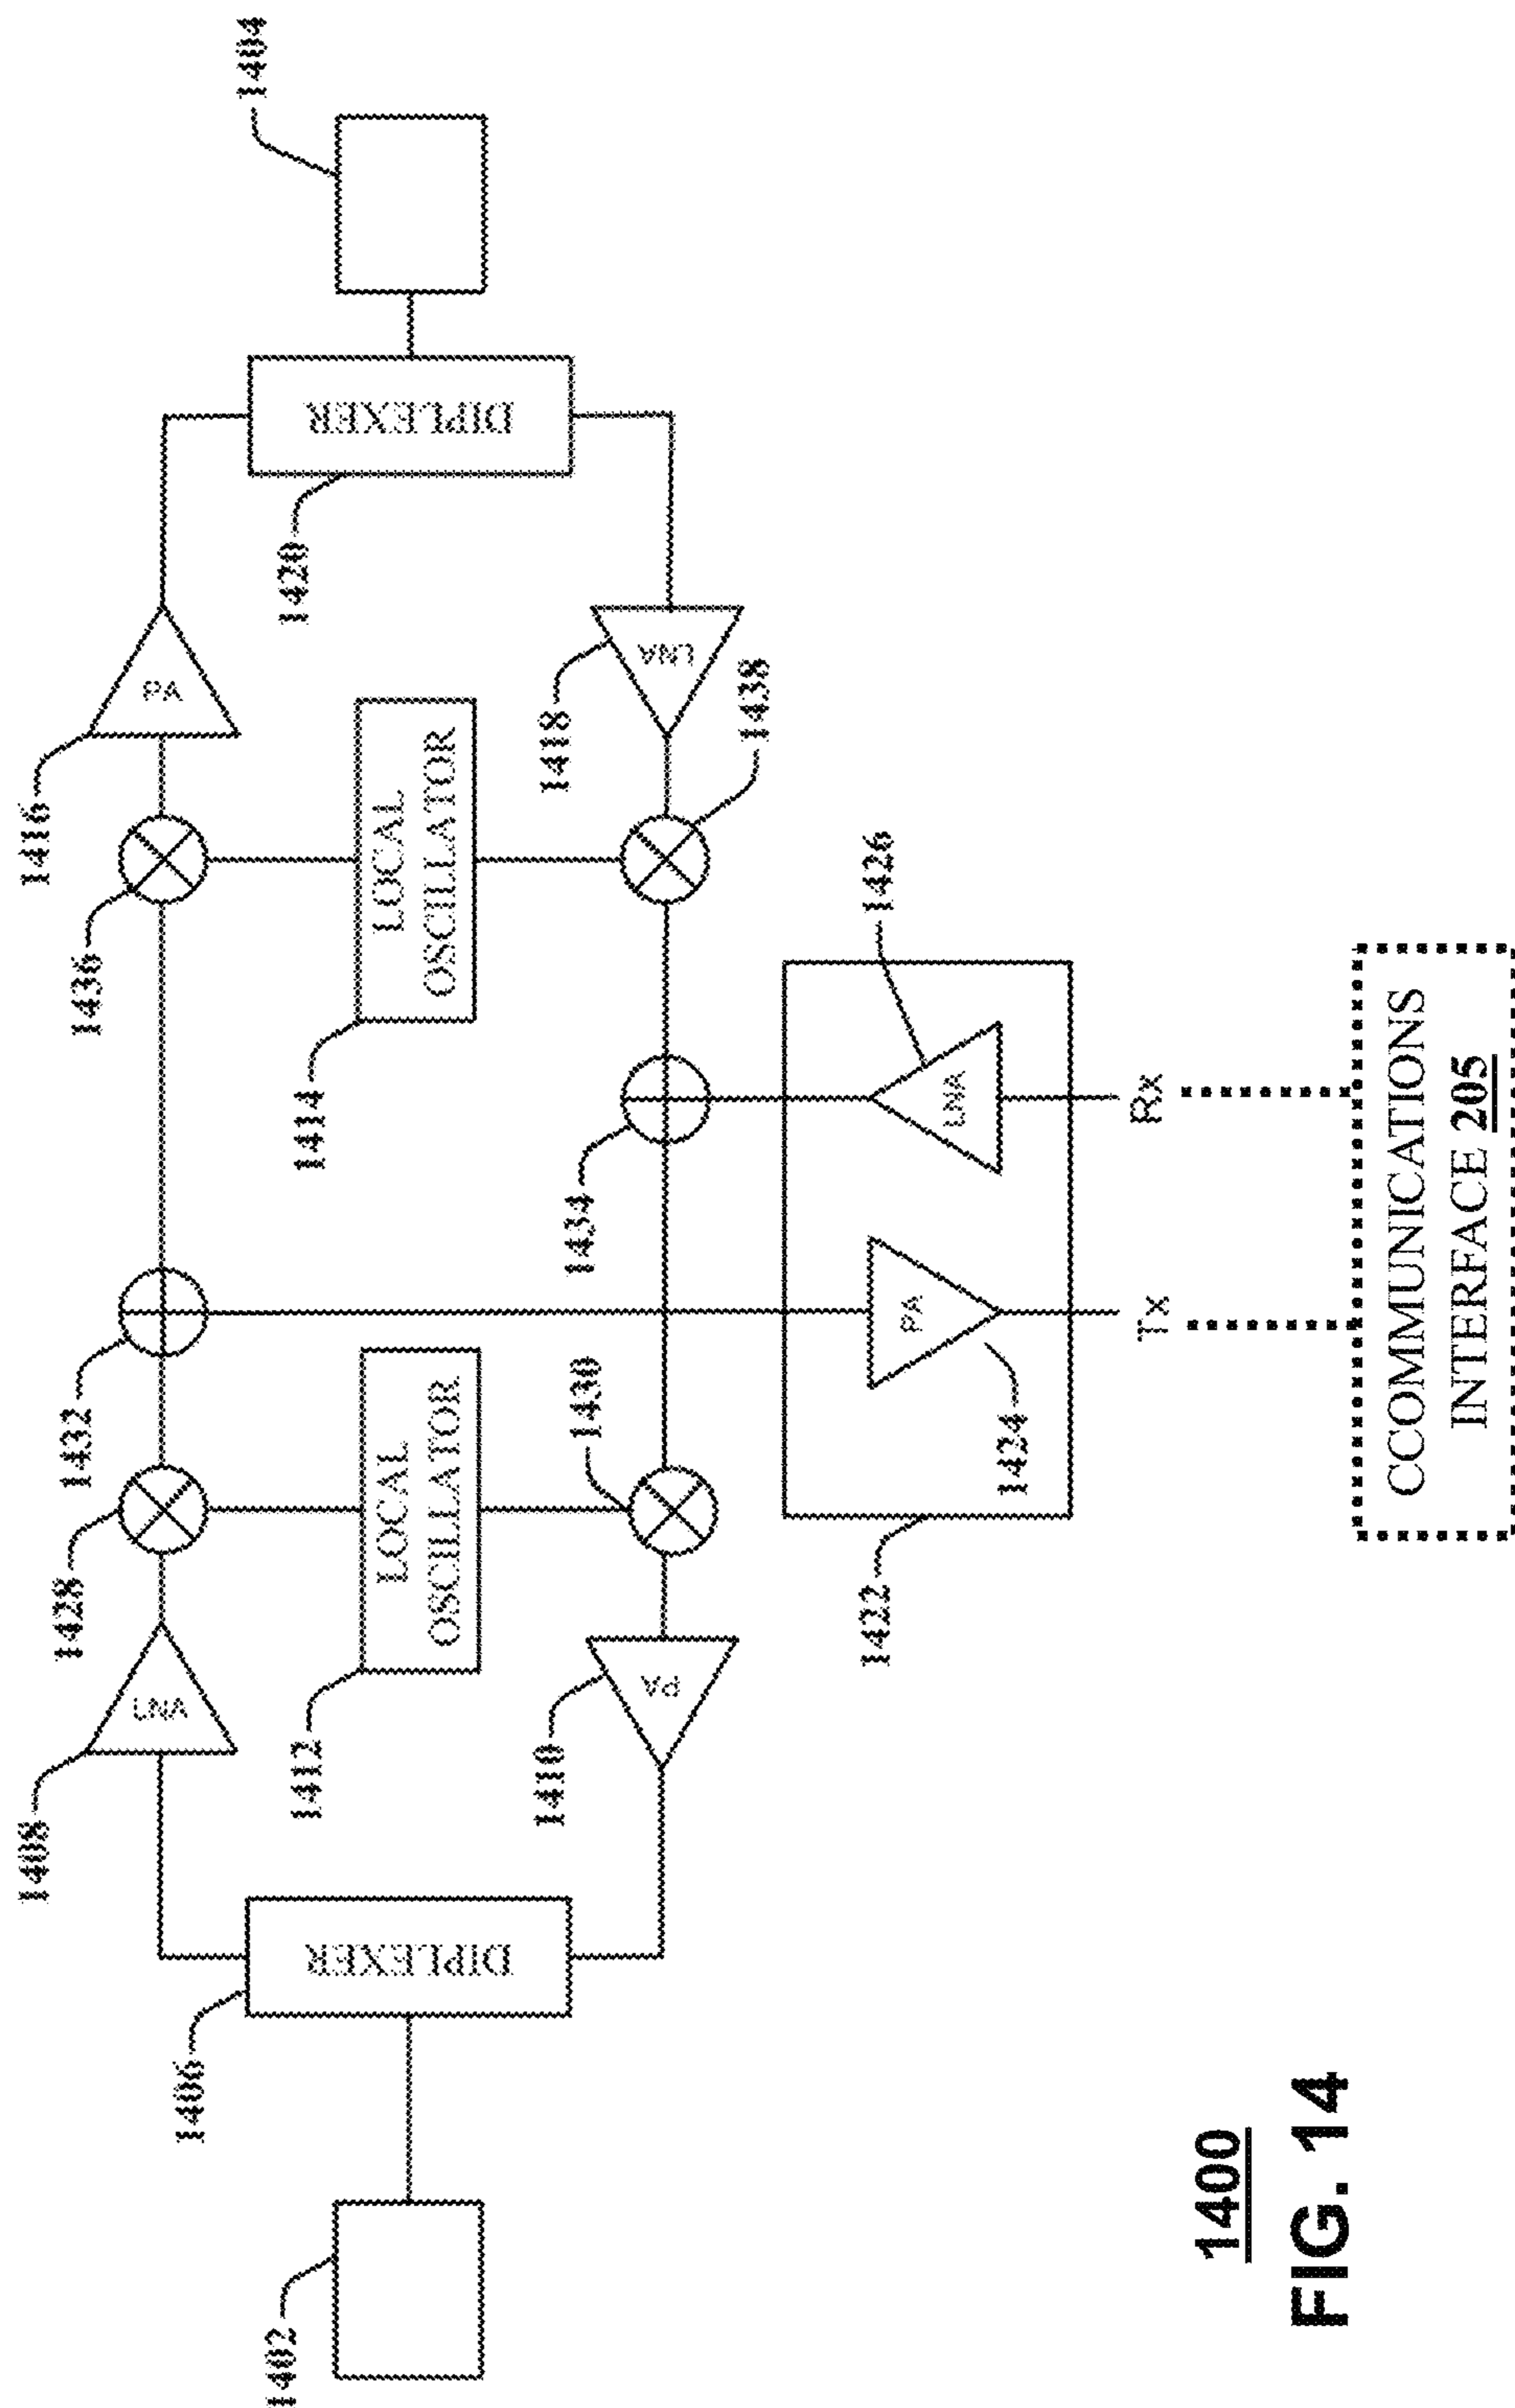 1408
1416
1428
1432
1436
LNA
PA
1406
1404
1402
1412
1414
1420
DIPLEXER
LOCAL
OSCILLATOR
LOCAL
OSCILLATOR
DIPLEXER
1410
1430
1434
1418
PA
LNA
1438
1422
1426
PA
LNA
1424
Tx
Rx
CCOMMUNICATIONS
INTERFACE 205
1400
FIG. 14